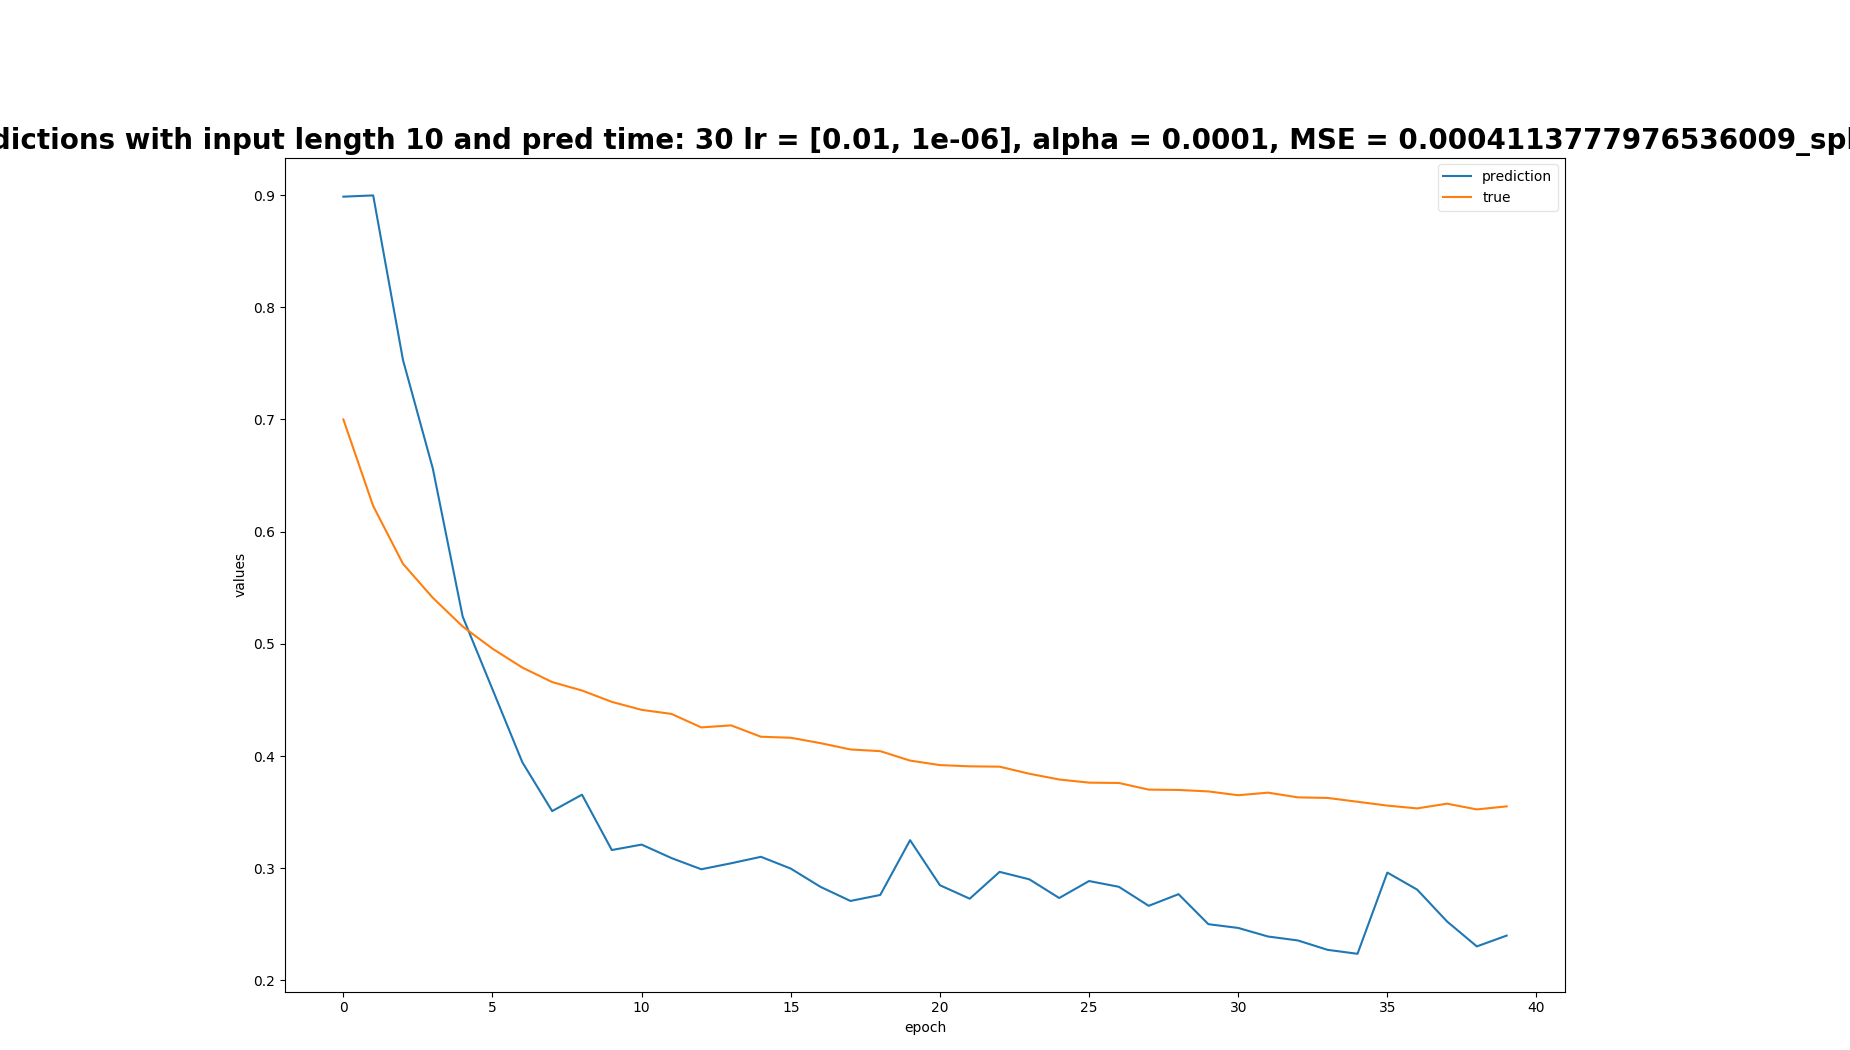 dictions with input length 10 and pred time: 30 lr = [0.01, 1e-06], alpha = 0.0001, MSE = 0.0004113777976536009_spl
prediction
true
0.9
0.8
0.7
0.6
0.5
0.4
0.3
0.2
values
0 5 10 15 20 25 30 35 40
epoch